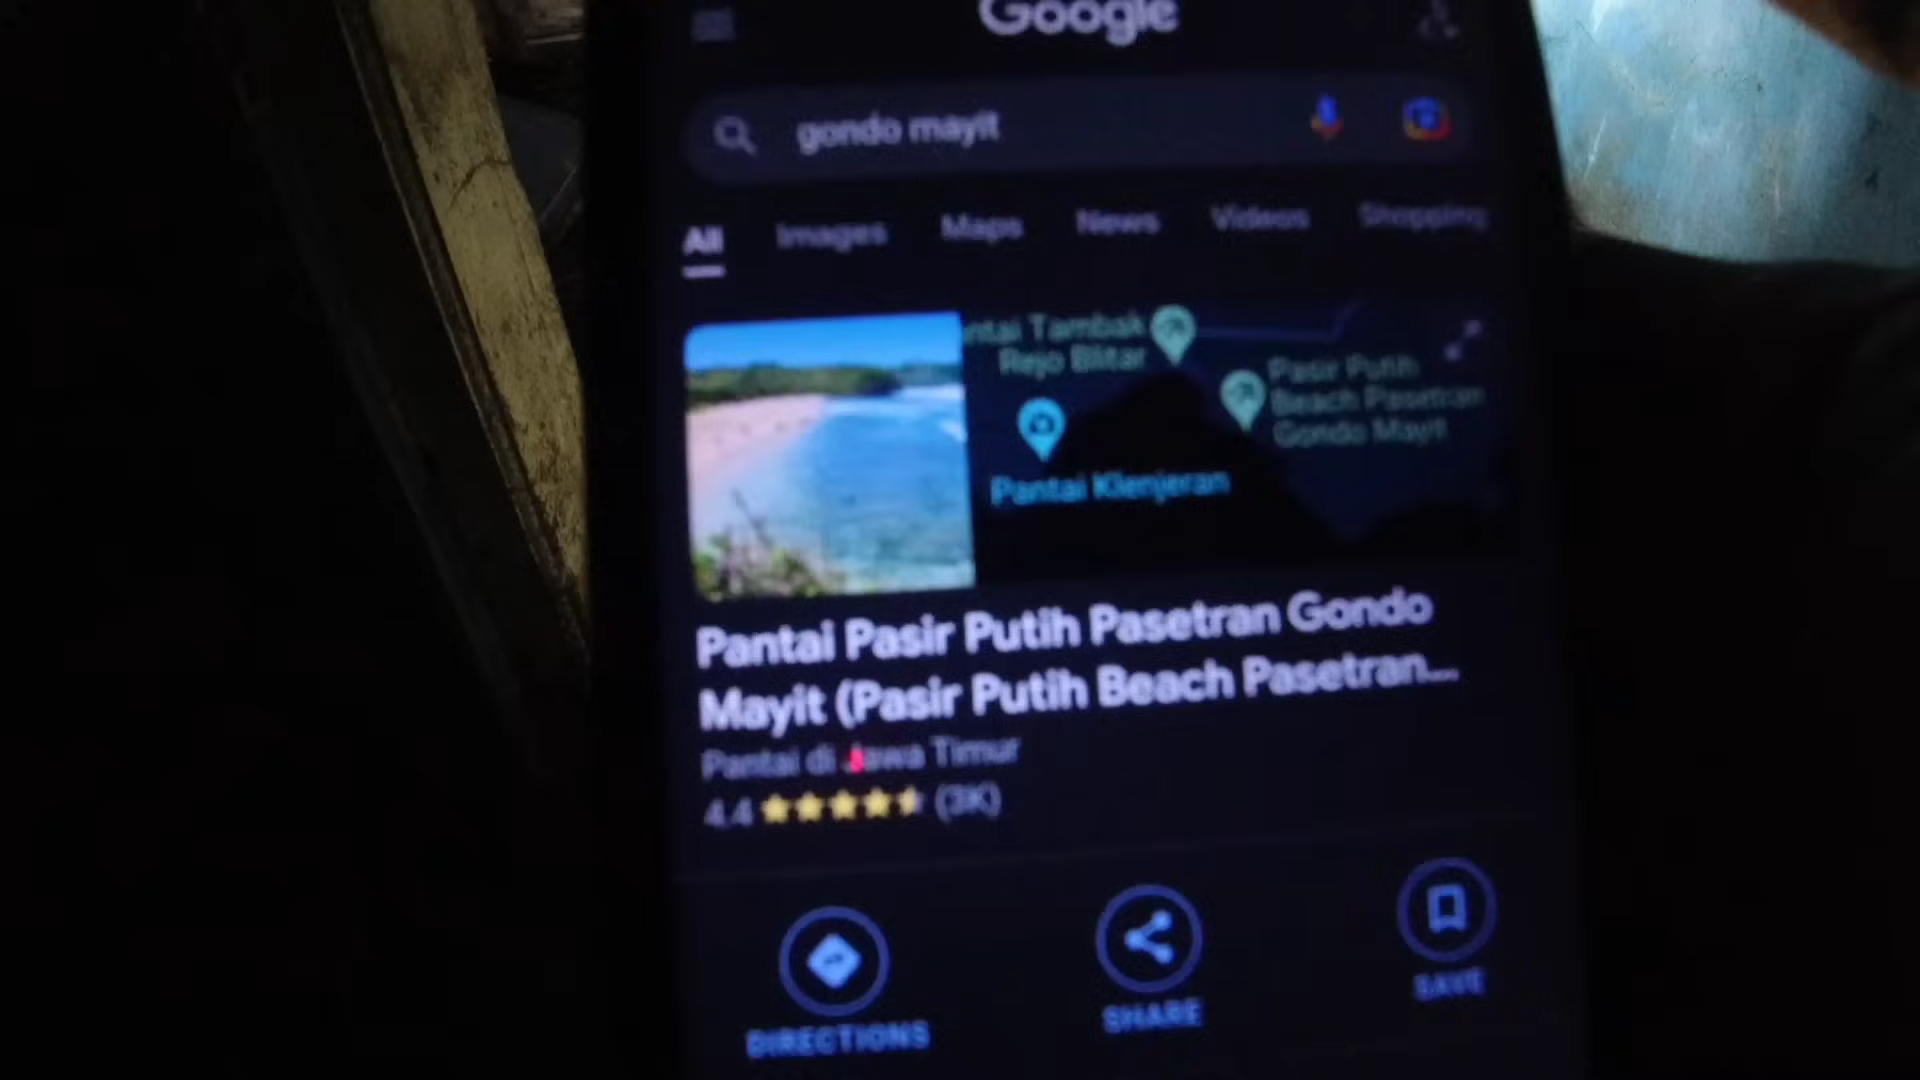 Google
gondo mayit
All Images Maps News Videos Shopping
ntai Tambak
Rejo Blitar
Pasir Putih
Beach Pasetran
Gondo Mayit
Pantai Klenjeran
Pantai Pasir Putih Pasetran Gondo
Mayit (Pasir Putih Beach Pasetran...
Pantai di Jawa Timur
4.4 (3K)
DIRECTIONS
SHARE
SAVE